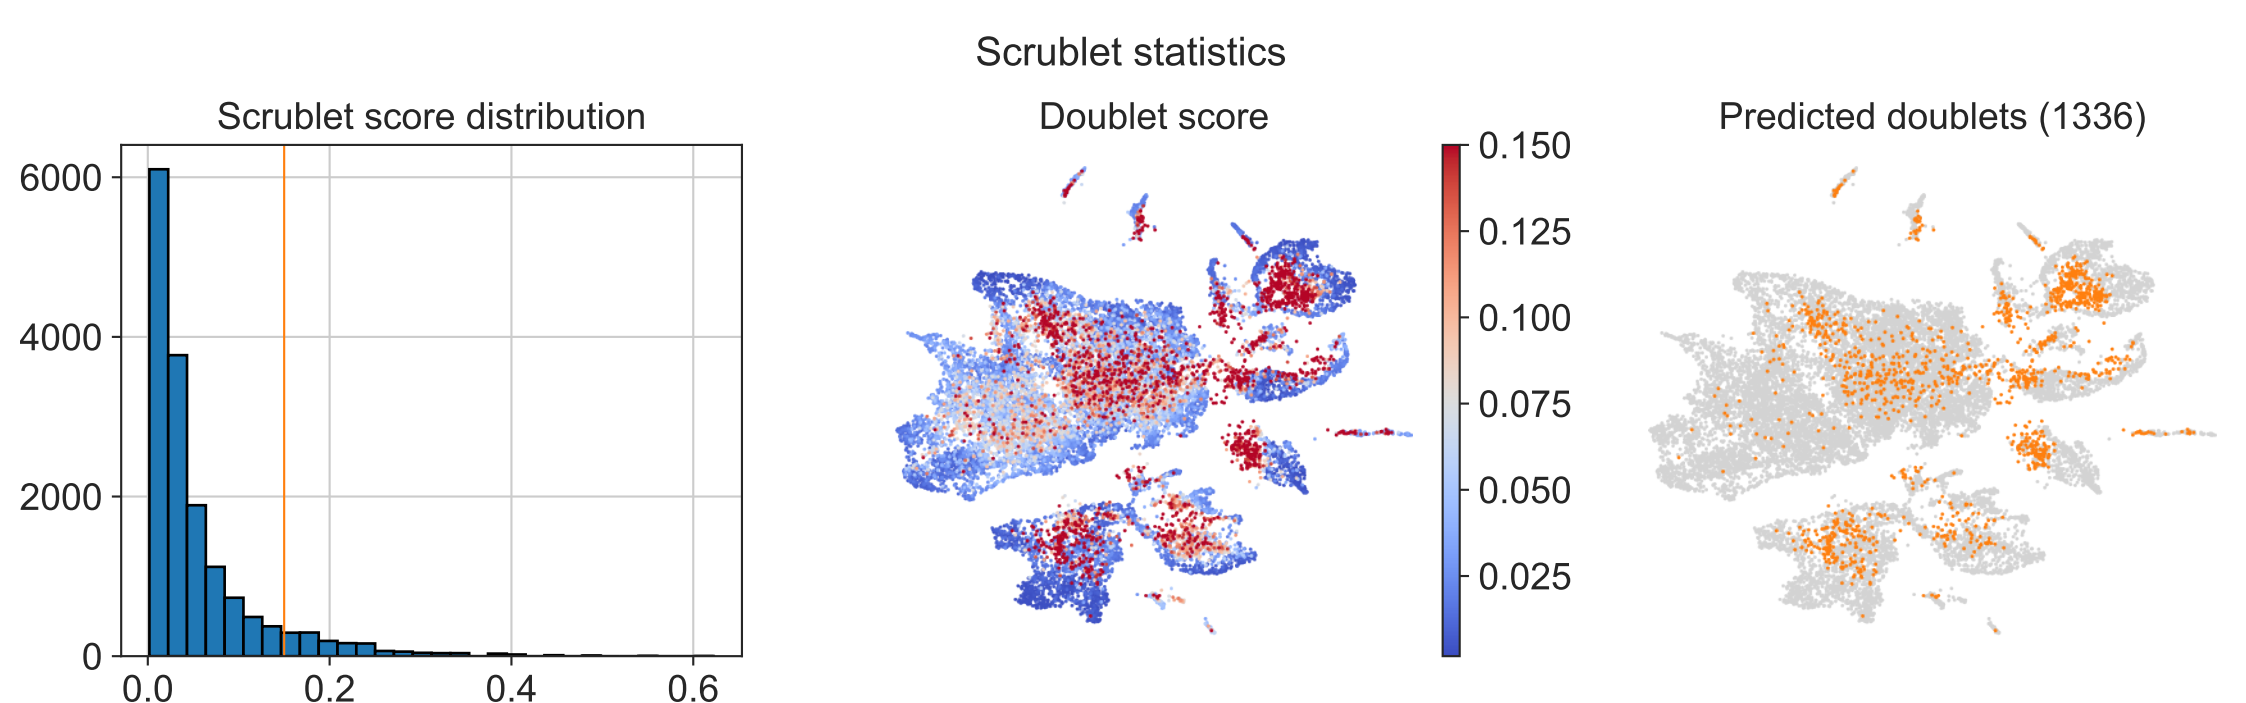 Scrublet statistics
Scrublet score distribution
6000
4000
2000
0
0.0 0.2 0.4 0.6
Doublet score
0.150
0.125
0.100
0.075
0.050
0.025
Predicted doublets (1336)